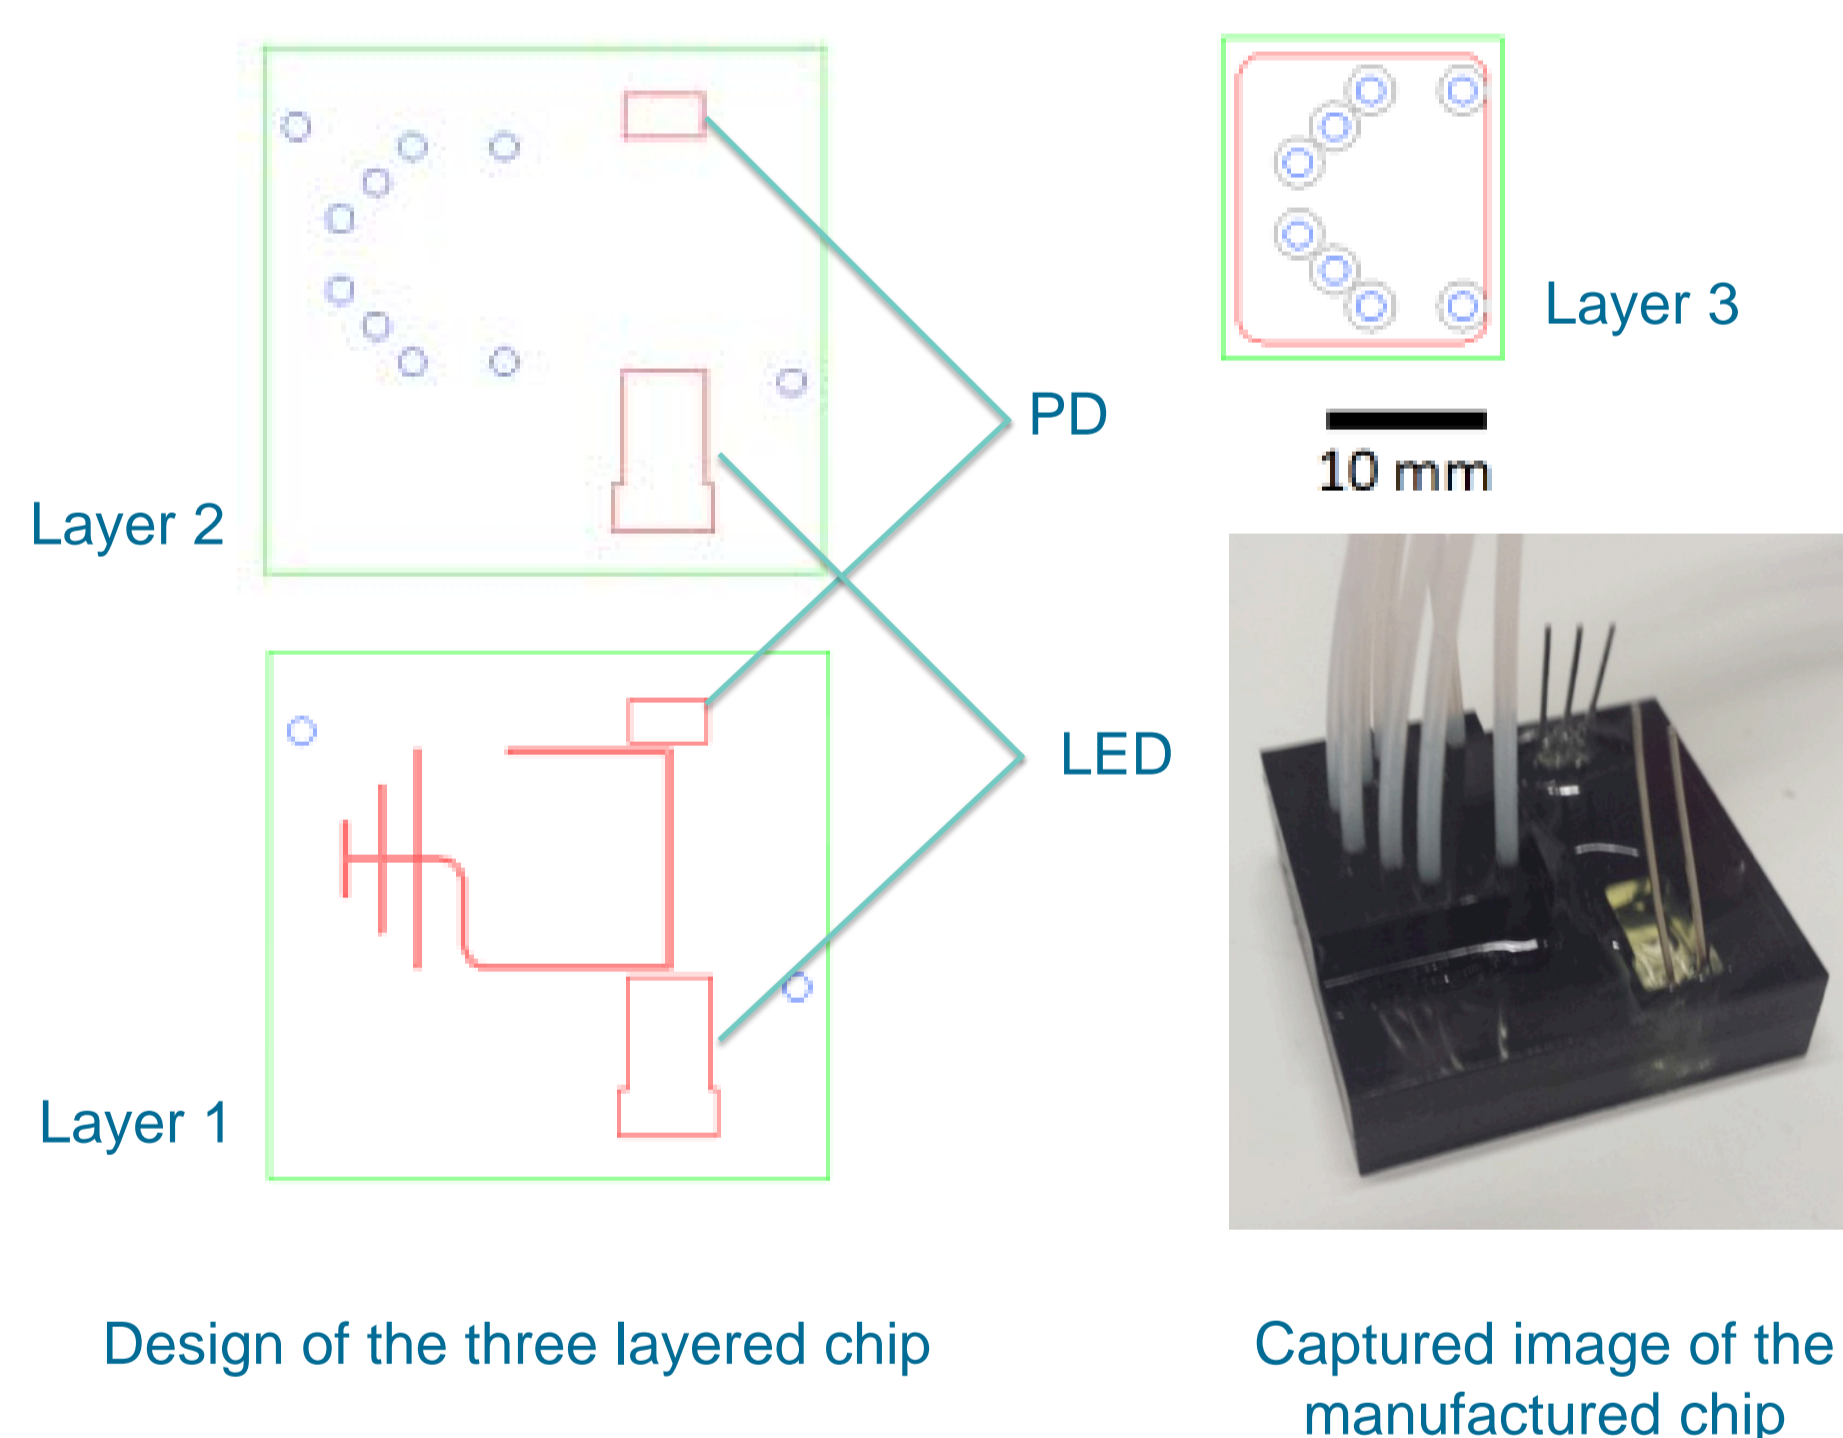 Layer 3
PD
10 mm
Layer 2
LED
Layer 1
Design of the three layered chip
Captured image of the
manufactured chip